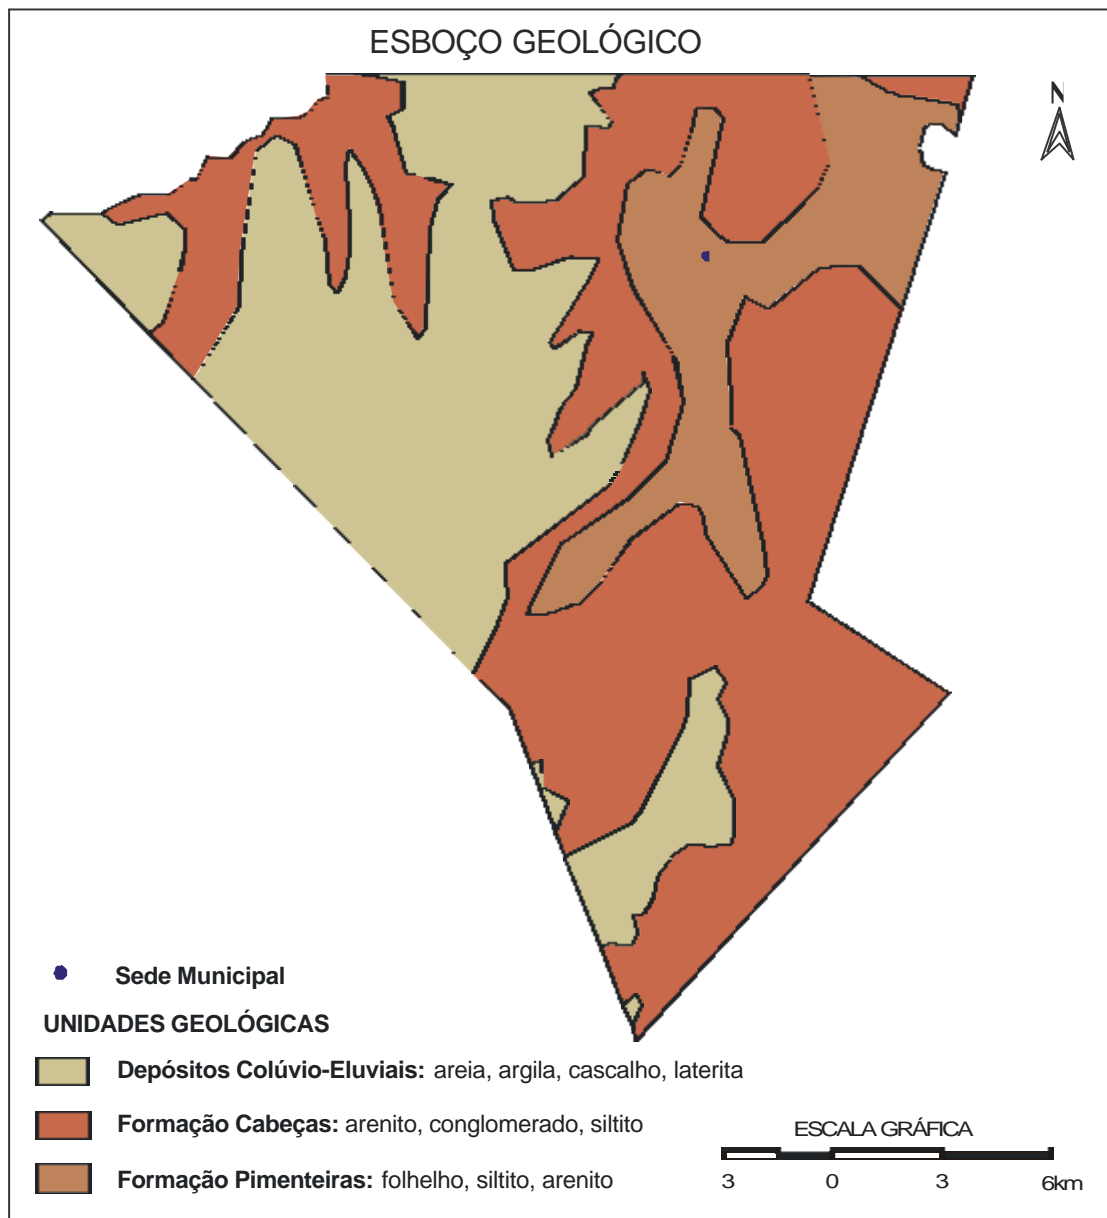 ESBOÇO GEOLÓGICO
N
Sede Municipal
UNIDADES GEOLÓGICAS
Depósitos Colúvio-Eluviais: areia, argila, cascalho, laterita
Formação Cabeças: arenito, conglomerado, siltito
Formação Pimenteiras: folhelho, siltito, arenito
ESCALA GRÁFICA
3 0 3 6km